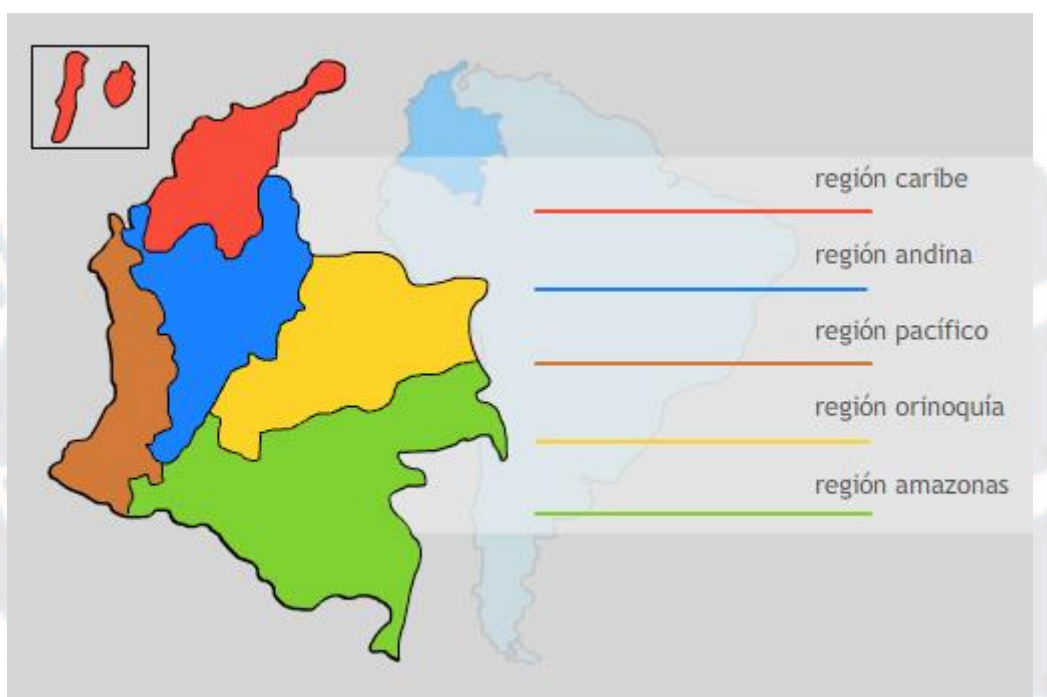 región caribe
región andina
región pacífico
región orinoquía
región amazonas